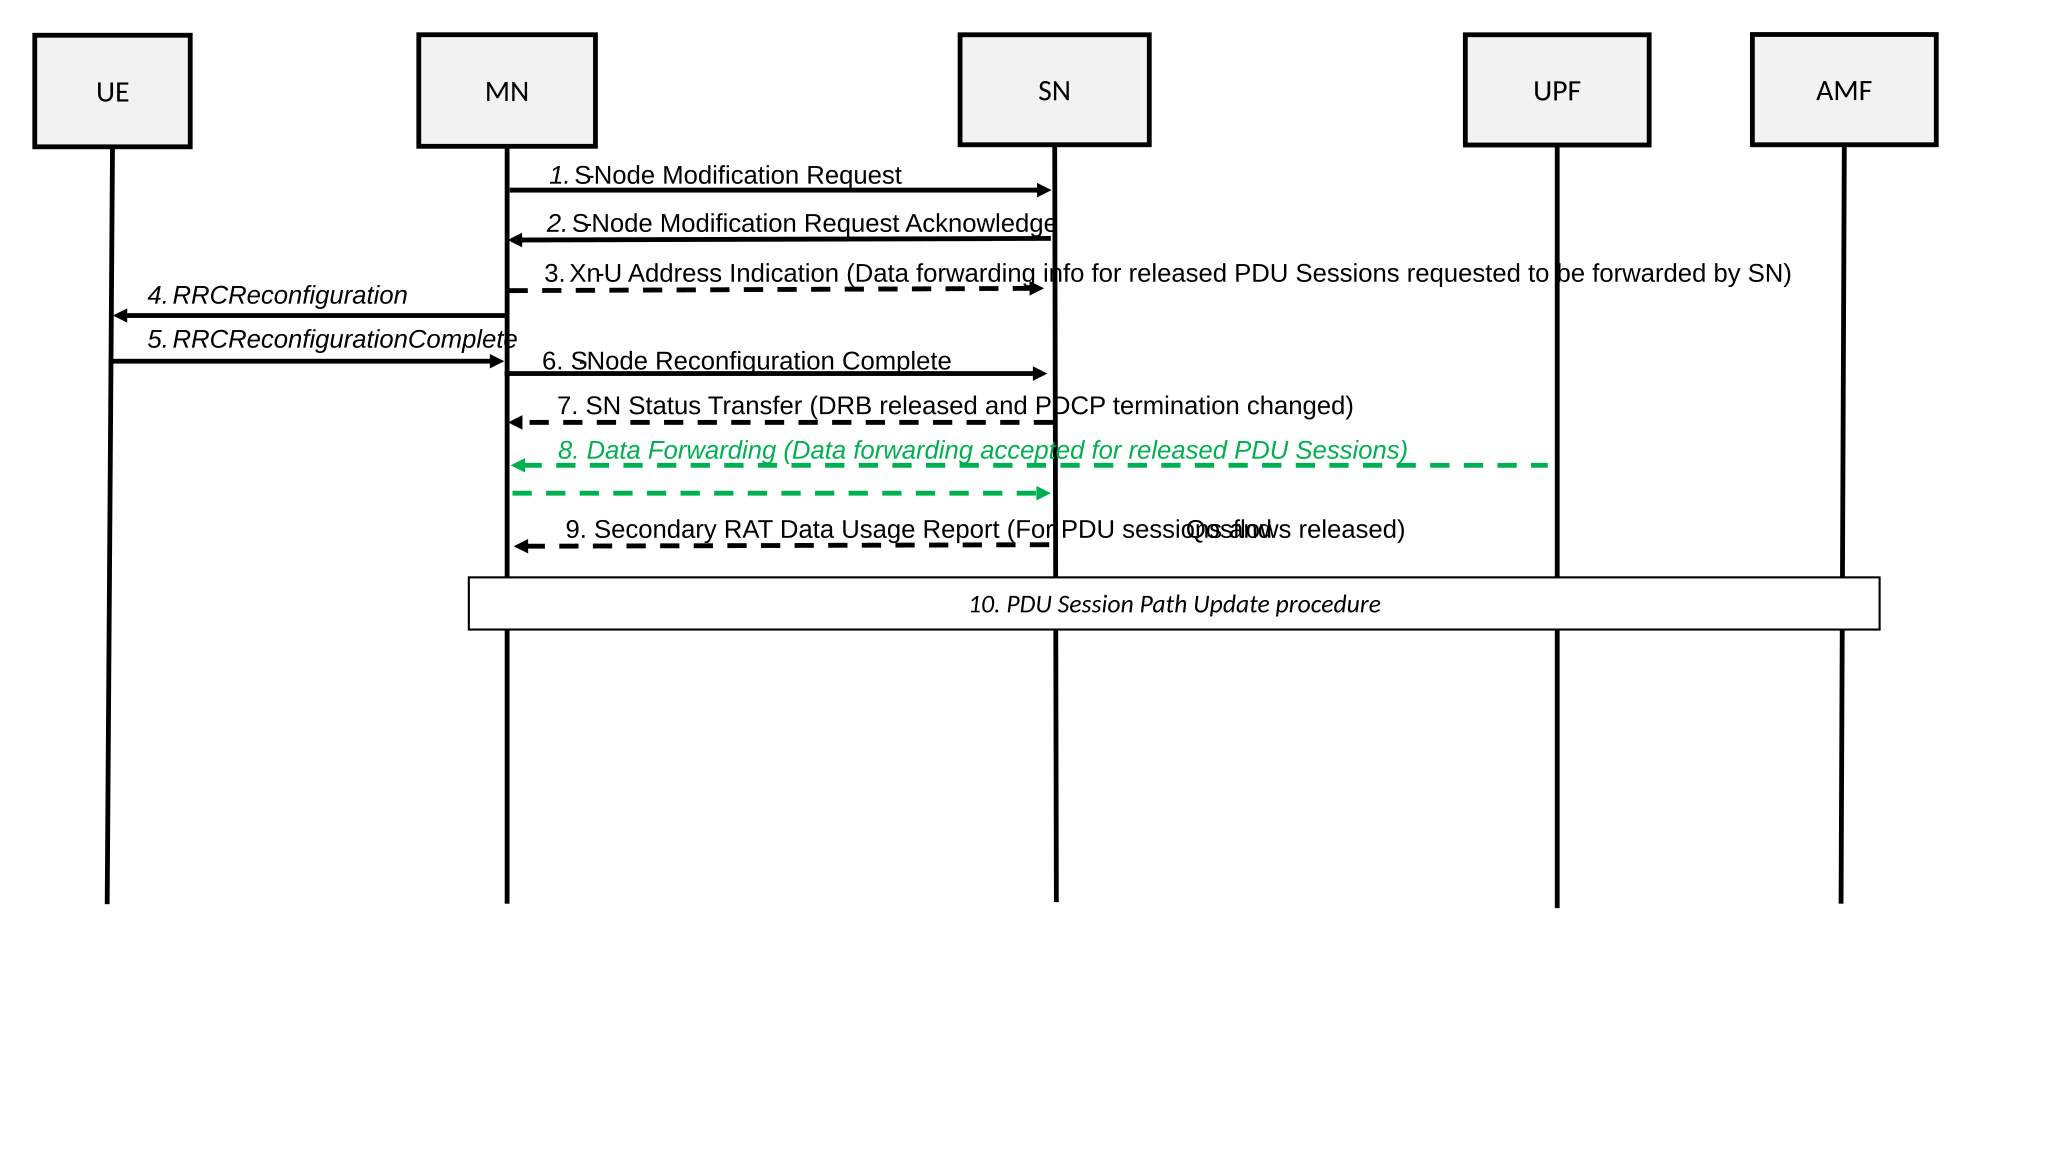 UE
MN
SN
UPF
AMF
1. S-Node Modification Request
2. S-Node Modification Request Acknowledge
3. Xn-U Address Indication (Data forwarding info for released PDU Sessions requested to be forwarded by SN)
4. RRCReconfiguration
5. RRCReconfigurationComplete
6. S-Node Reconfiguration Complete
7. SN Status Transfer (DRB released and PDCP termination changed)
8. Data Forwarding (Data forwarding accepted for released PDU Sessions)
9. Secondary RAT Data Usage Report (For PDU sessions and Qos flows released)
10. PDU Session Path Update procedure